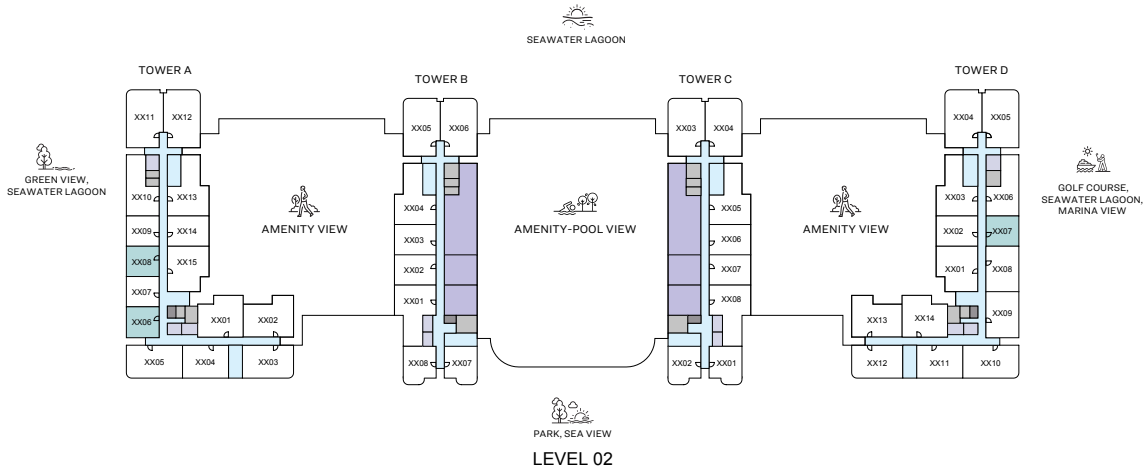 SEAWATER LAGOON
TOWER A
TOWER B
TOWER C
TOWER D
XX11 XX12
XX05 XX06
XX03 XX04
XX04 XX05
GREEN VIEW,
SEAWATER LAGOON
GOLF COURSE,
SEAWATER LAGOON,
MARINA VIEW
XX10 XX13
XX04
XX05
XX03 XX06
AMENITY VIEW
AMENITY-POOL VIEW
AMENITY VIEW
XX09 XX14
XX03
XX06
XX02 XX07
XX08 XX15
XX02
XX07
XX01 XX08
XX07
XX01
XX08
XX06 XX01 XX02
XX13 XX14 XX09
XX05 XX04 XX03
XX08 XX07
XX02 XX01
XX12 XX11 XX10
PARK, SEA VIEW
LEVEL 02